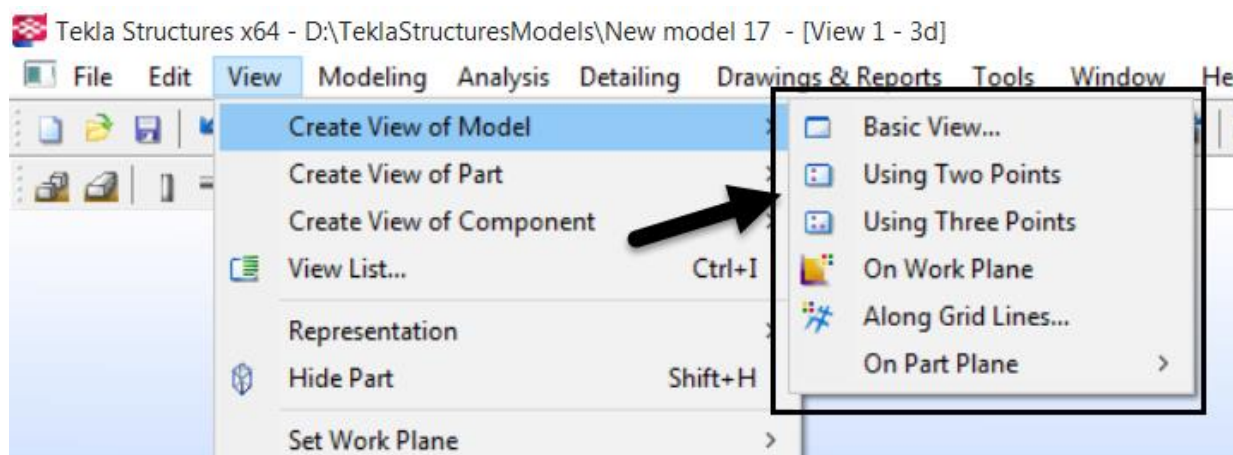 Tekla Structures x64 - D:\TeklaStructuresModels\New model 17 - [View 1 - 3d]
File Edit View Modeling Analysis Detailing Drawings & Reports Tools Window He
Create View of Model
Create View of Part
Create View of Component
View List... Ctrl+I
Representation
Hide Part Shift+H
Set Work Plane
Basic View...
Using Two Points
Using Three Points
On Work Plane
Along Grid Lines...
On Part Plane